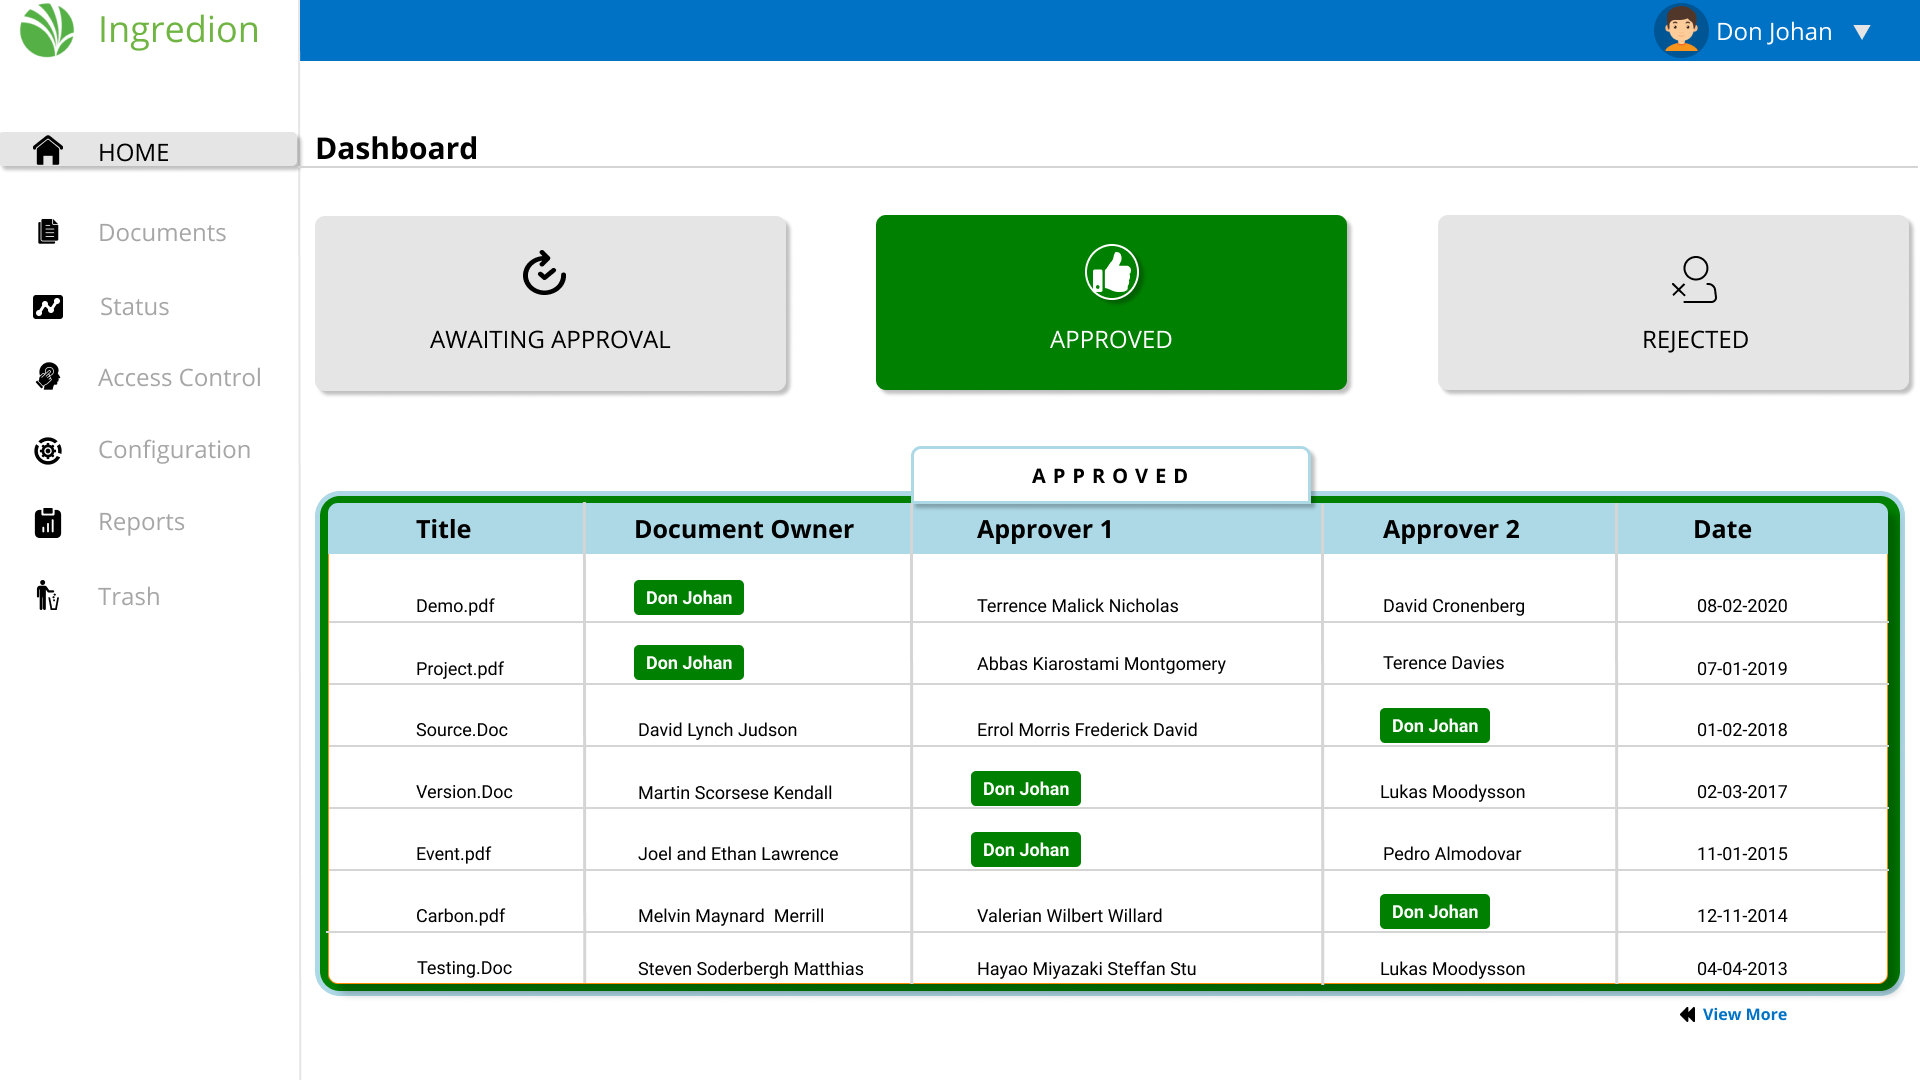 Ingredion
Don Johan
HOME
Dashboard
Documents
Status
Access Control
Configuration
Reports
Trash
AWAITING APPROVAL
APPROVED
REJECTED
APPROVED
Title Document Owner Approver 1 Approver 2 Date
Demo.pdf Don Johan Terrence Malick Nicholas David Cronenberg 08-02-2020
Project.pdf Don Johan Abbas Kiarostami Montgomery Terence Davies 07-01-2019
Source.Doc David Lynch Judson Errol Morris Frederick David Don Johan 01-02-2018
Version.Doc Martin Scorsese Kendall Don Johan Lukas Moodysson 02-03-2017
Event.pdf Joel and Ethan Lawrence Don Johan Pedro Almodovar 11-01-2015
Carbon.pdf Melvin Maynard  Merrill Valerian Wilbert Willard Don Johan 12-11-2014
Testing.Doc Steven Soderbergh Matthias Hayao Miyazaki Steffan Stu Lukas Moodysson 04-04-2013
View More